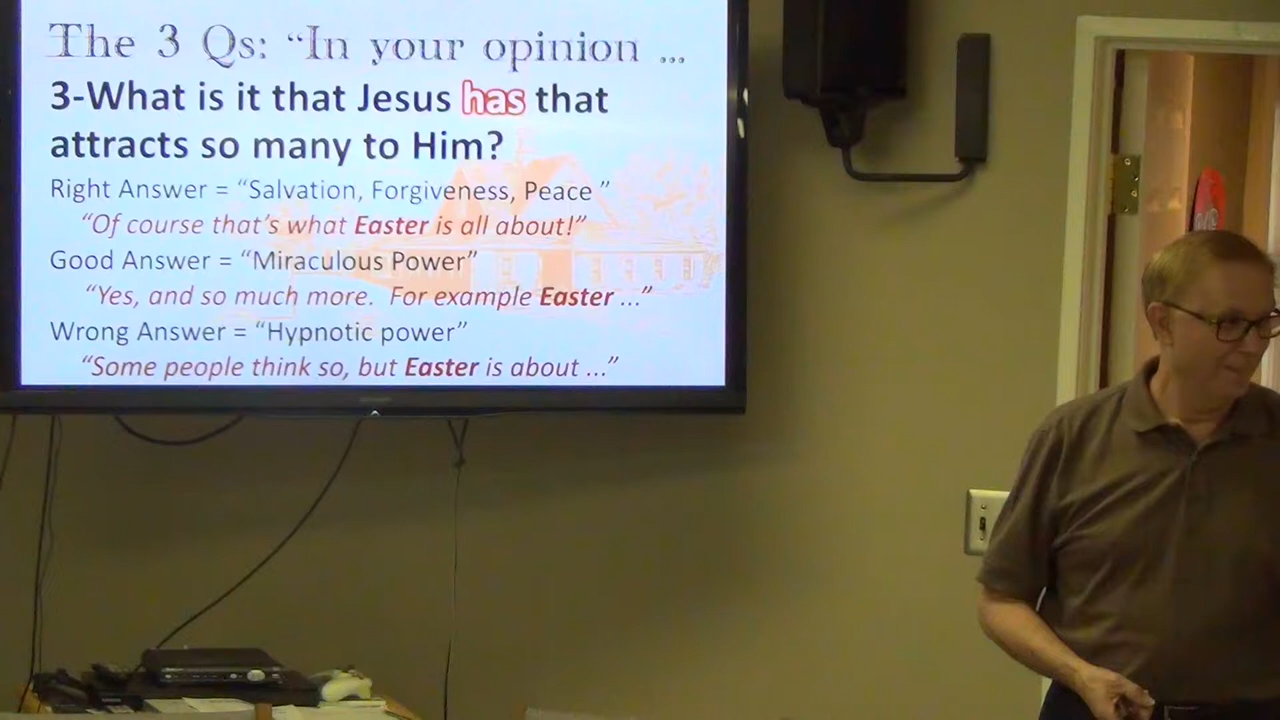 The 3 Qs: “In your opinion ...
3-What is it that Jesus has that
attracts so many to Him?
Right Answer = “Salvation, Forgiveness, Peace ”
“Of course that’s what Easter is all about!”
Good Answer = “Miraculous Power”
“Yes, and so much more.  For example Easter ...”
Wrong Answer = “Hypnotic power”
“Some people think so, but Easter is about ...”